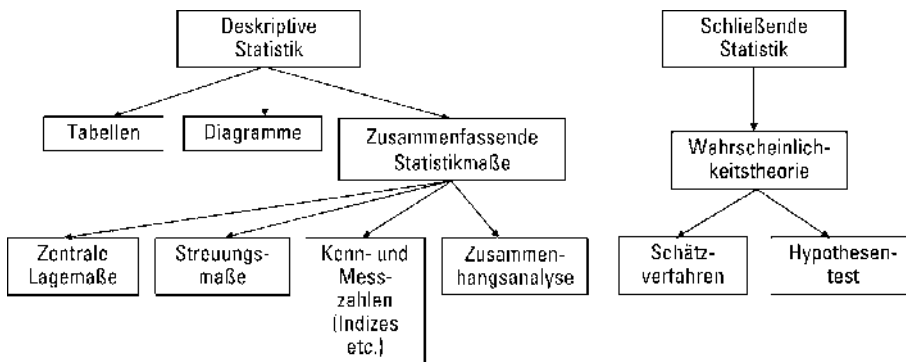 Deskriptive
Statistik
Schließende
Statistik
Tabellen
Diagramme
Zusammenfassende
Statistikmaße
Wahrscheinlich-
keitstheorie
Zentrale
Lagemaße
Streuungs-
maße
Kenn- und
Mess-
zahlen
(Indizes
etc.)
Zusammen-
hangsanalyse
Schätz-
verfahren
Hypothesen-
test